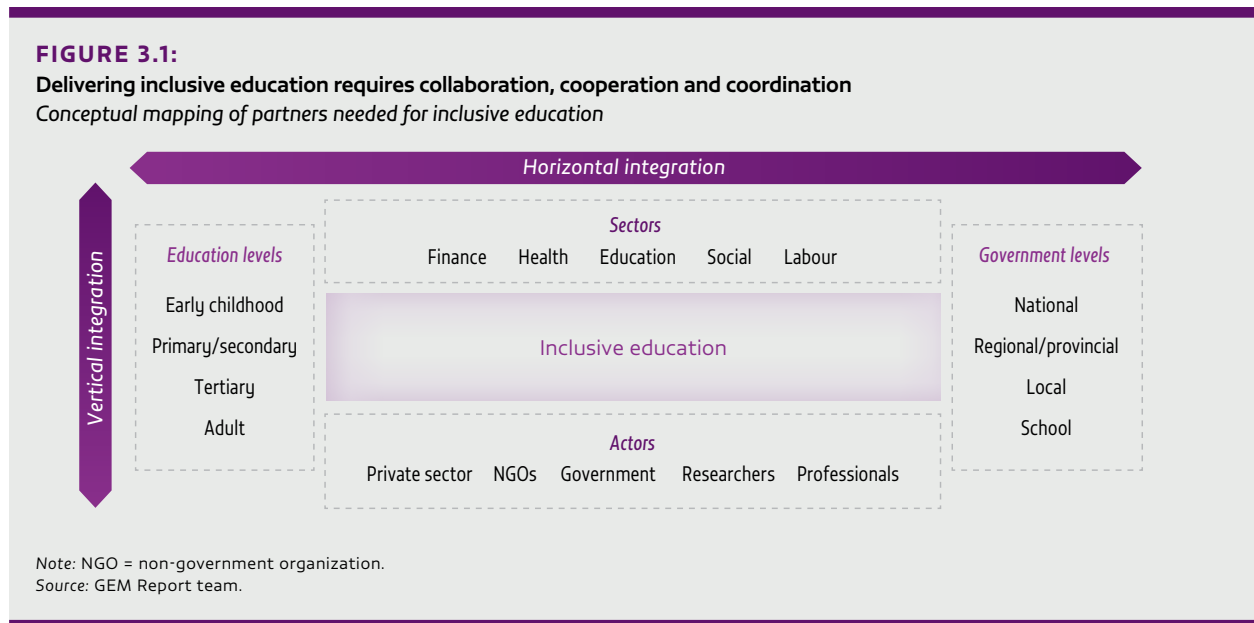 FIGURE 3.1:
Delivering inclusive education requires collaboration, cooperation and coordination
Conceptual mapping of partners needed for inclusive education
Horizontal integration
Vertical integration
Education levels
Early childhood
Primary/secondary
Tertiary
Adult
Sectors
Finance Health Education Social Labour
Inclusive education
Actors
Private sector NGOs Government Researchers Professionals
Government levels
National
Regional/provincial
Local
School
Note: NGO = non-government organization.
Source: GEM Report team.